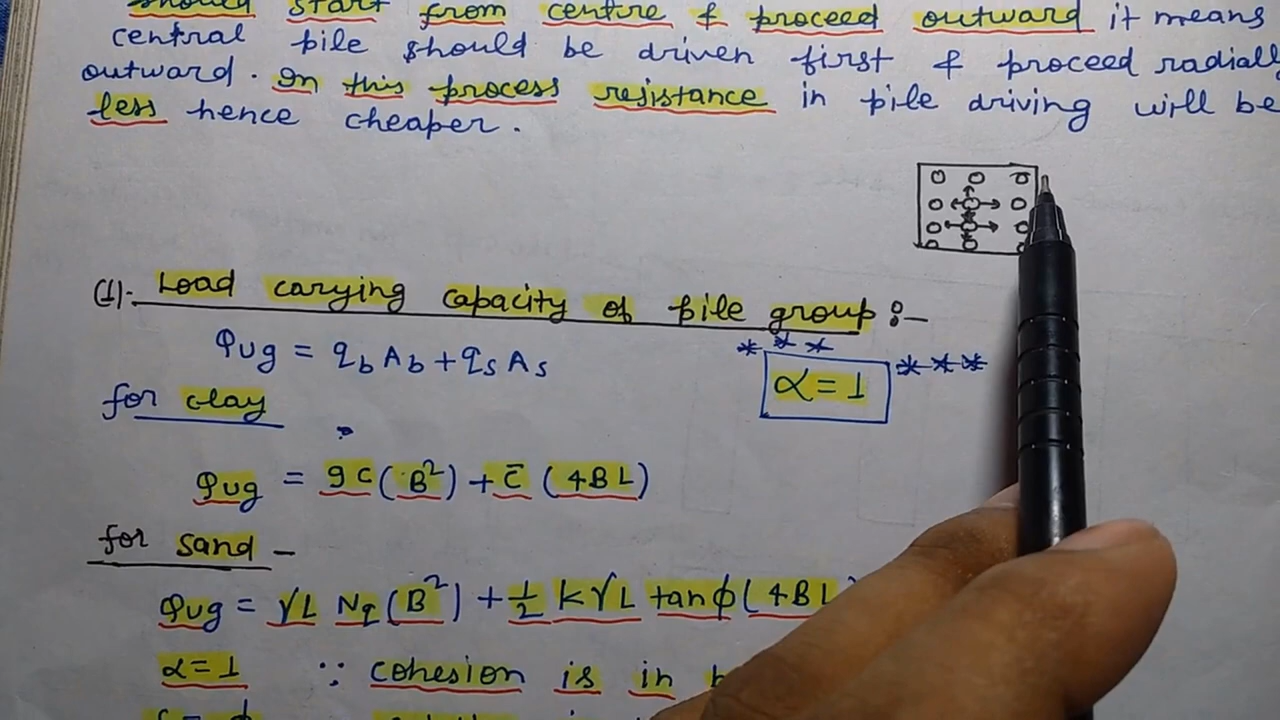 should start from centre & proceed outward it means
central pile should be driven first & proceed radially
outward. In this process resistance in pile driving will be
less hence cheaper.
(1). Load carying capacity of pile group :-
Qug = qb Ab + qs As
* * *
α = 1 * * *
for clay
Qug = 9c (B²) + c̄ (4BL)
for sand -
Qug = γL Nq (B²) + 1/2 KγL tanϕ (4BL
α = 1 ∵ cohesion is in